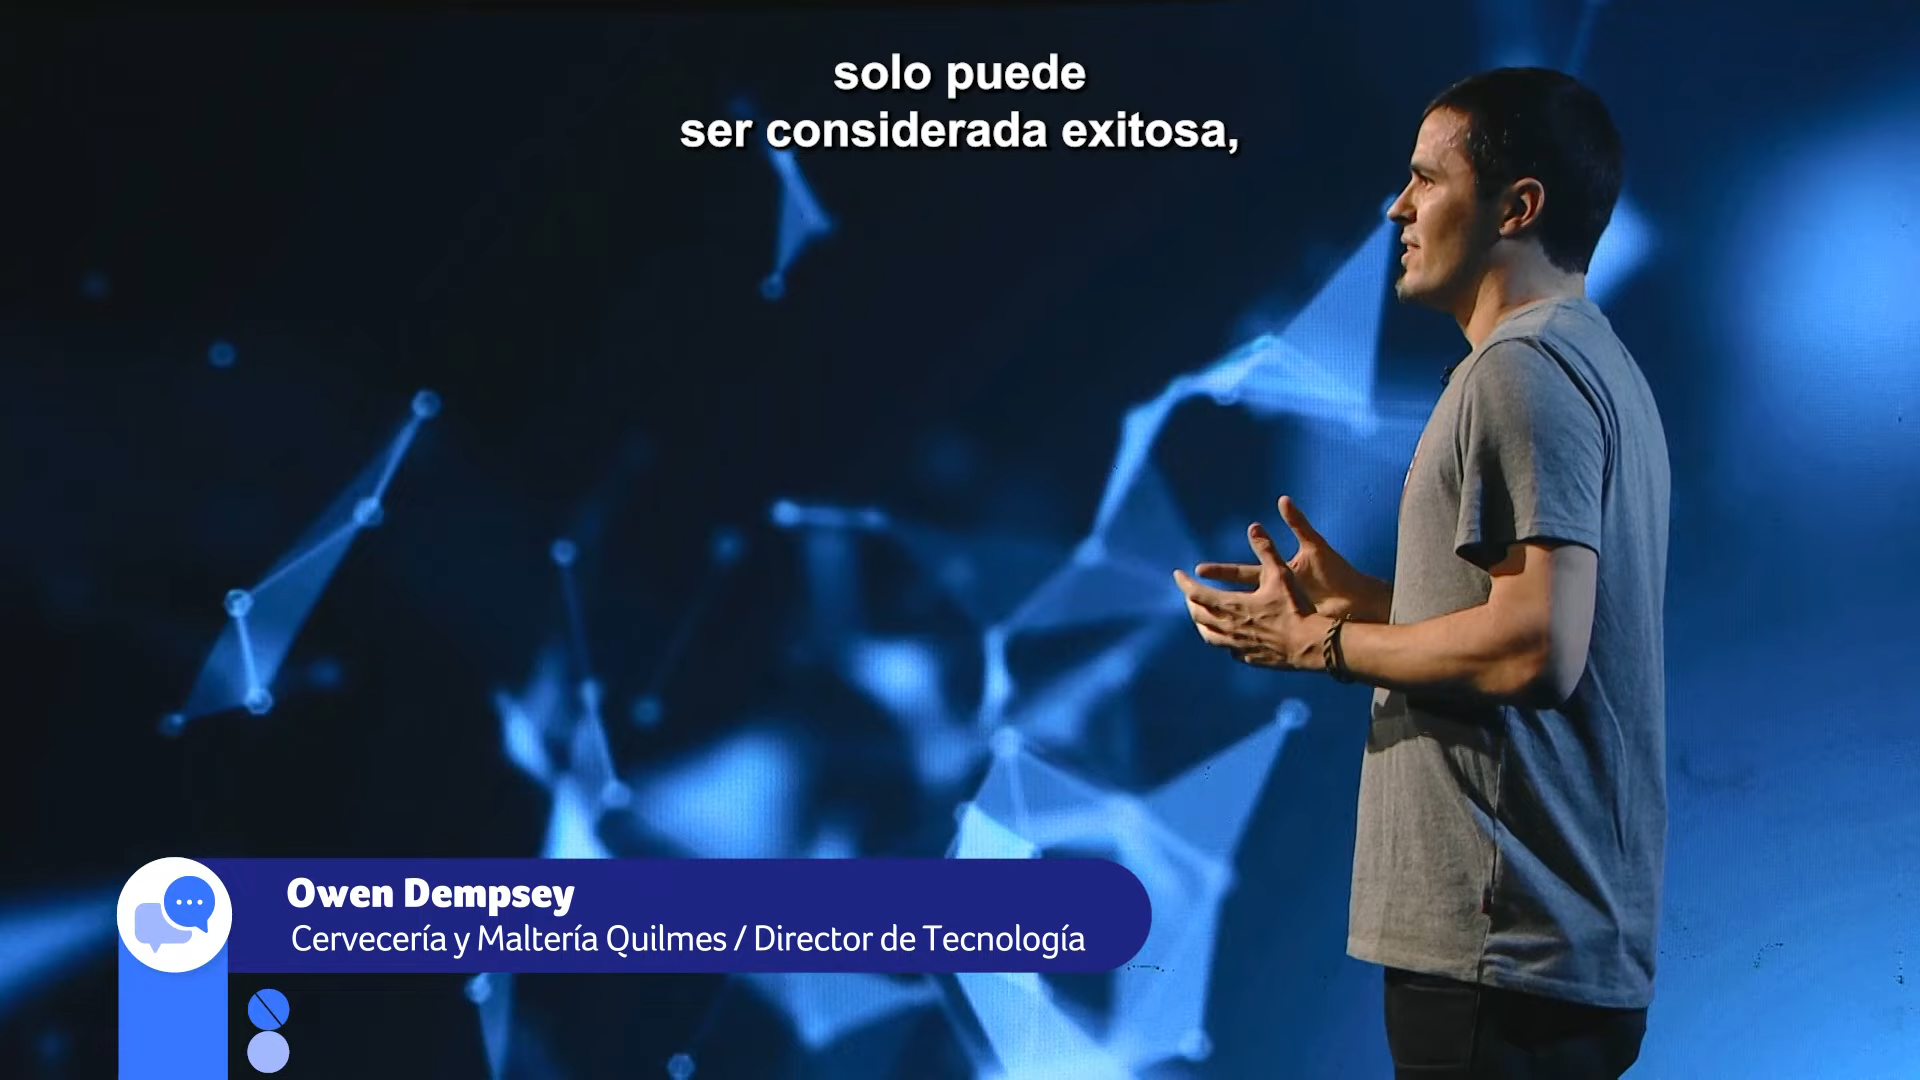 solo puede
ser considerada exitosa,
Owen Dempsey
Cervecería y Maltería Quilmes / Director de Tecnología